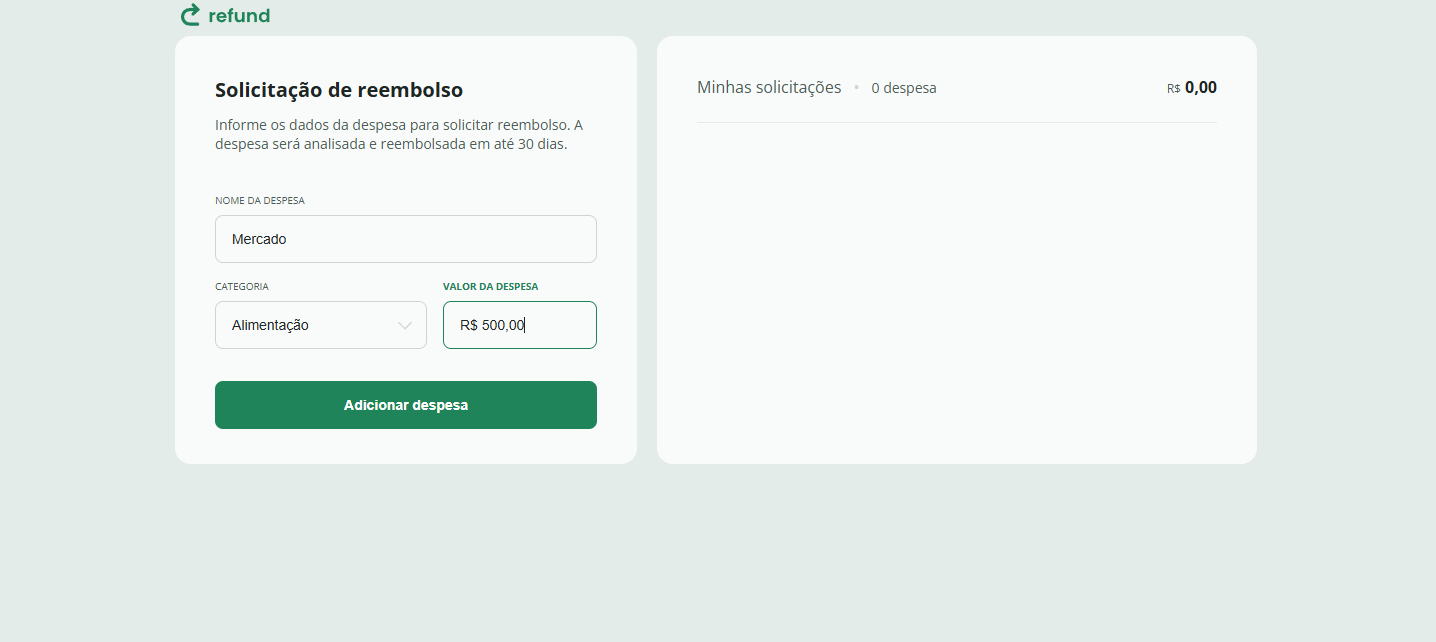 refund
Solicitação de reembolso
Informe os dados da despesa para solicitar reembolso. A
despesa será analisada e reembolsada em até 30 dias.
NOME DA DESPESA
Mercado
CATEGORIA
VALOR DA DESPESA
Alimentação
R$ 500,00
Adicionar despesa
Minhas solicitações • 0 despesa
R$ 0,00